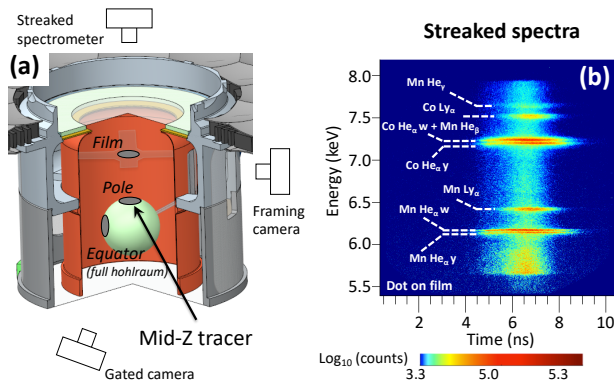 Streaked
spectrometer
(a)
Film
Pole
Equator
(full hohlraum)
Framing
camera
Mid-Z tracer
Gated camera
Streaked spectra
(b)
Energy (keV)
8.0
7.5
7.0
6.5
6.0
5.5
Mn Heγ
Co Lyα
Co Heα w + Mn Heβ
Co Heα y
Mn Lyα
Mn Heα w
Mn Heα y
Dot on film
2 4 6 8 10
Time (ns)
Log10 (counts)
3.3 5.0 5.3